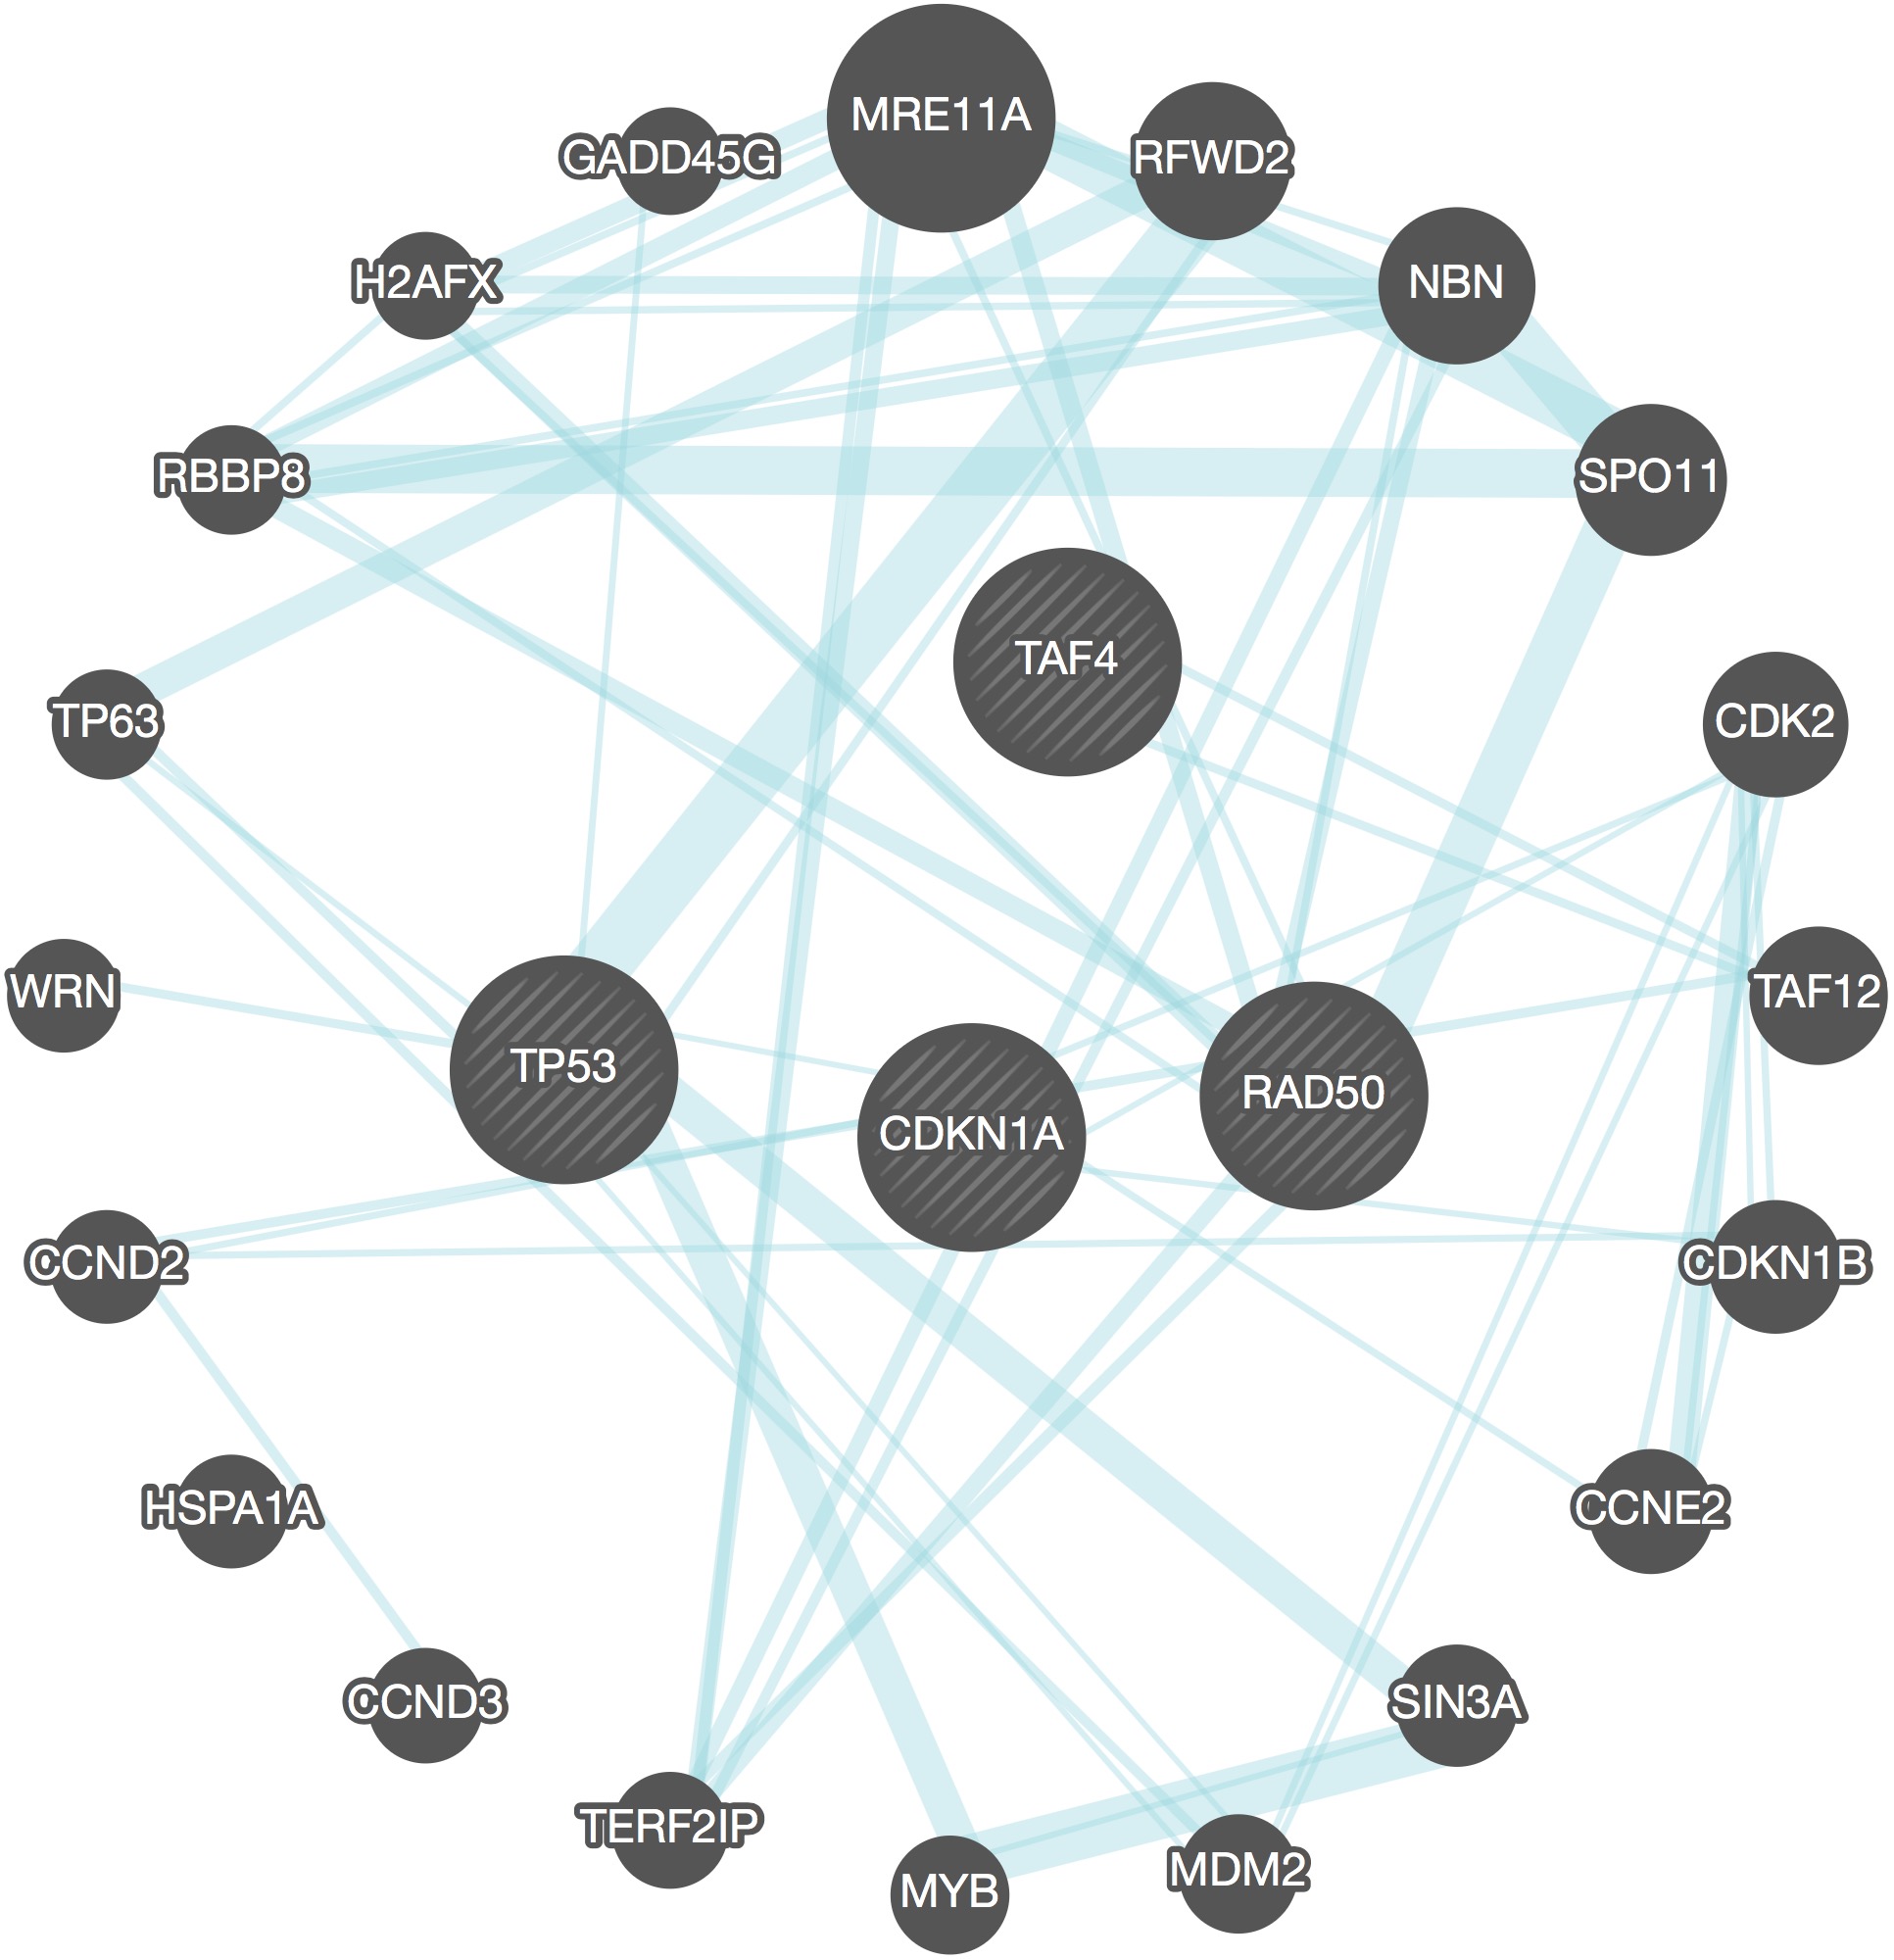 MRE11A
GADD45G
RFWD2
H2AFX
NBN
RBBP8
SPO11
TAF4
TP63
CDK2
WRN
TAF12
TP53
RAD50
CDKN1A
CCND2
CDKN1B
HSPA1A
CCNE2
CCND3
SIN3A
TERF2IP
MDM2
MYB